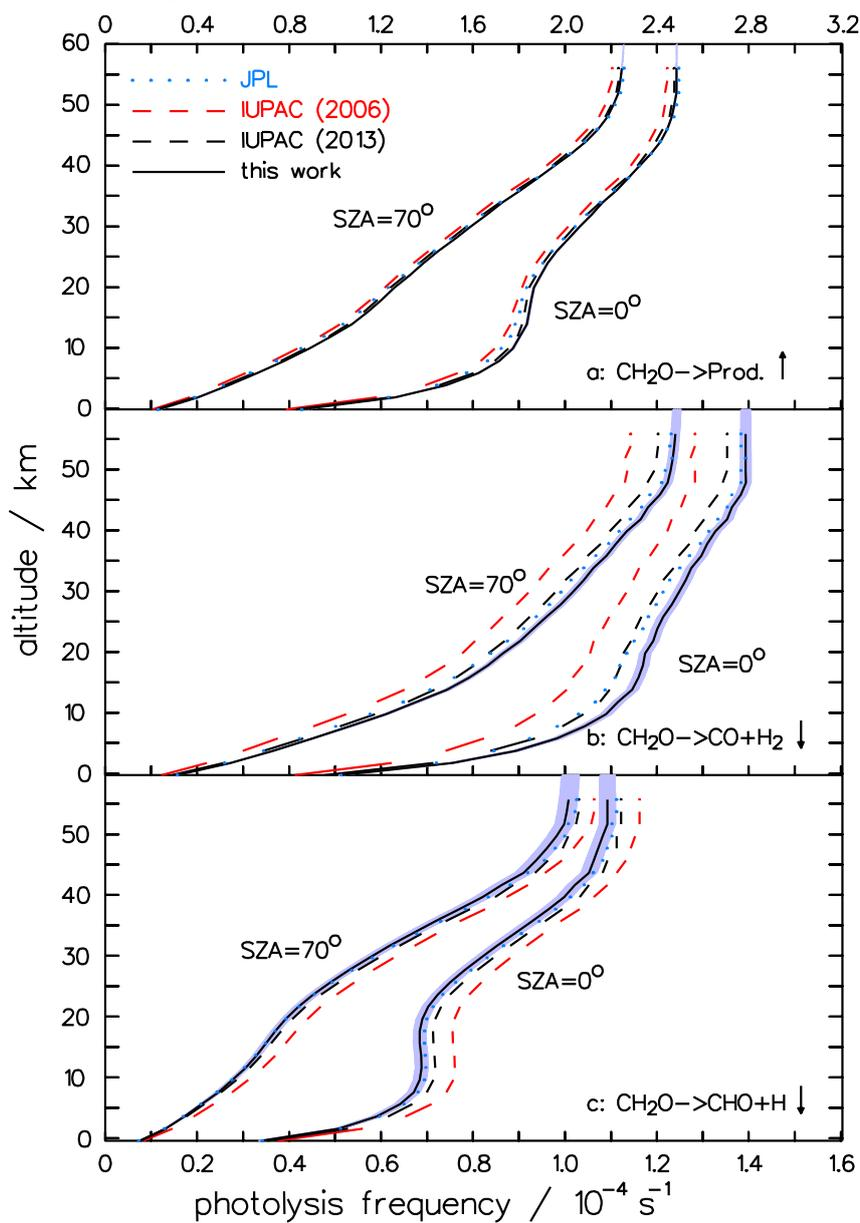 0 0.4 0.8 1.2 1.6 2.0 2.4 2.8 3.2
60
50
40
30
20
10
0
JPL
IUPAC (2006)
IUPAC (2013)
this work
SZA=70°
SZA=0°
a: CH2O->Prod. ↑
50
40
30
20
10
0
SZA=70°
SZA=0°
b: CH2O->CO+H2 ↓
50
40
30
20
10
0
SZA=70°
SZA=0°
c: CH2O->CHO+H ↓
0 0.2 0.4 0.6 0.8 1.0 1.2 1.4 1.6
altitude / km
photolysis frequency / 10⁻⁴ s⁻¹